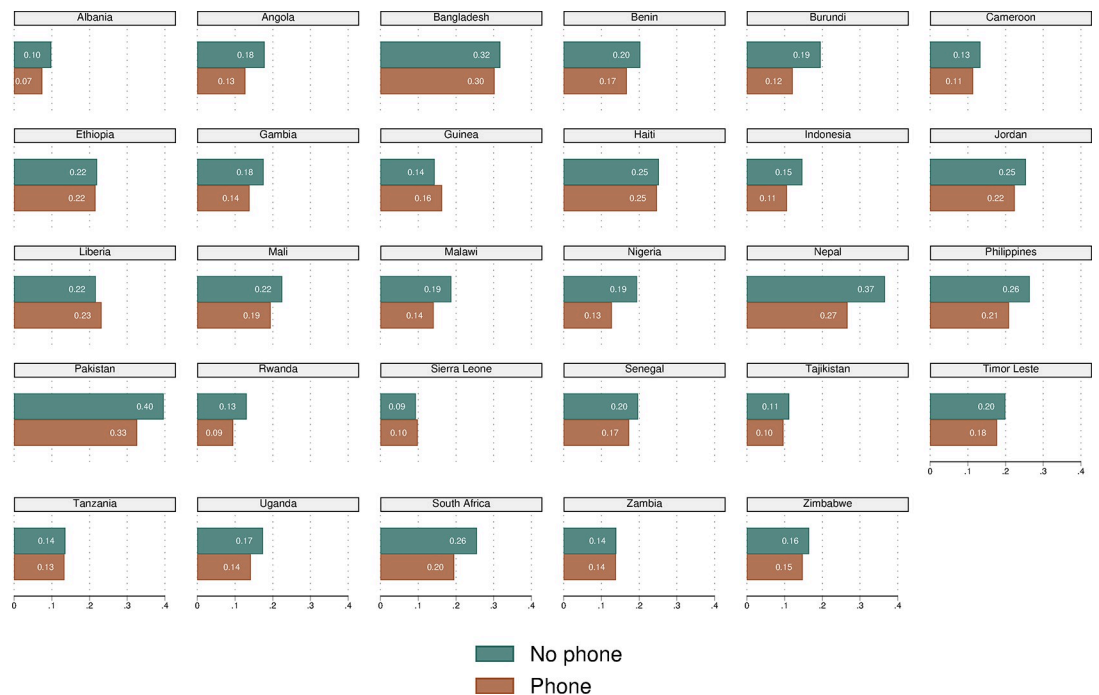 Albania Angola Bangladesh Benin Burundi Cameroon
0.10 0.18 0.32 0.20 0.19 0.13
0.07 0.13 0.30 0.17 0.12 0.11
Ethiopia Gambia Guinea Haiti Indonesia Jordan
0.22 0.18 0.14 0.25 0.15 0.25
0.22 0.14 0.16 0.25 0.11 0.22
Liberia Mali Malawi Nigeria Nepal Philippines
0.22 0.22 0.19 0.19 0.37 0.26
0.23 0.19 0.14 0.13 0.27 0.21
Pakistan Rwanda Sierra Leone Senegal Tajikistan Timor Leste
0.40 0.13 0.09 0.20 0.11 0.20
0.33 0.09 0.10 0.17 0.10 0.18
0 .1 .2 .3 .4
Tanzania Uganda South Africa Zambia Zimbabwe
0.14 0.17 0.26 0.14 0.16
0.13 0.14 0.20 0.14 0.15
0 .1 .2 .3 .4 0 .1 .2 .3 .4 0 .1 .2 .3 .4 0 .1 .2 .3 .4 0 .1 .2 .3 .4
No phone
Phone